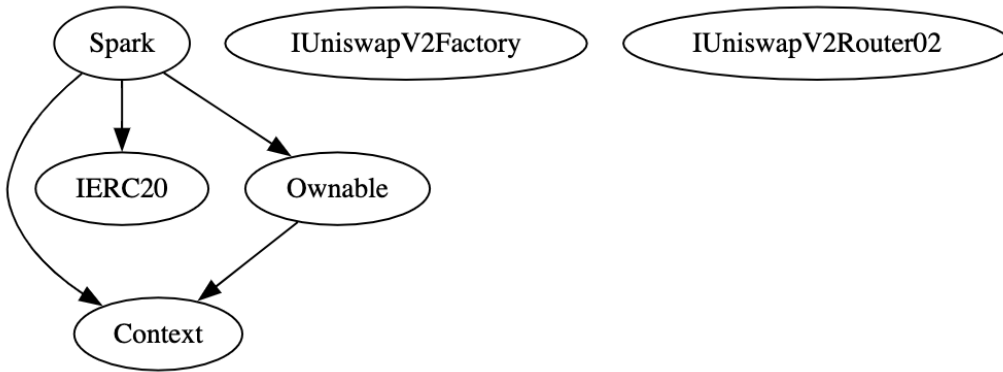 Spark
IUniswapV2Factory
IUniswapV2Router02
IERC20
Ownable
Context